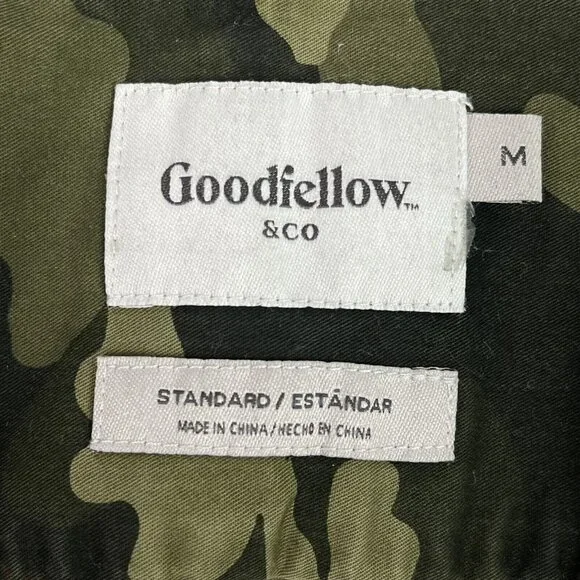 Goodfellow™
&CO
M
STANDARD / ESTÁNDAR
MADE IN CHINA / HECHO EN CHINA